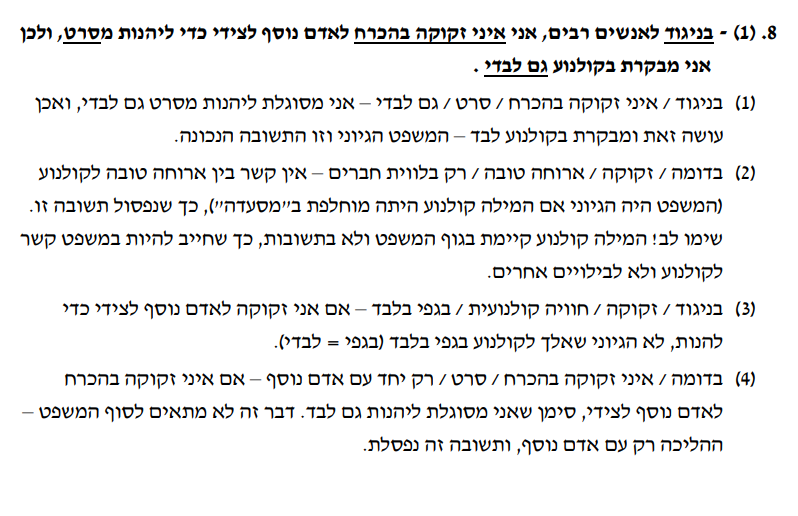 8. (1) - בניגוד לאנשים רבים, אני איני זקוקה בהכרח לאדם נוסף לצידי כדי ליהנות מסרט, ולכן
אני מבקרת בקולנוע גם לבדי .
(1) בניגוד / איני זקוקה בהכרח / סרט / גם לבדי – אני מסוגלת ליהנות מסרט גם לבדי, ואכן
עושה זאת ומבקרת בקולנוע לבד – המשפט הגיוני וזו התשובה הנכונה.
(2) בדומה / זקוקה / ארוחה טובה / רק בלווית חברים – אין קשר בין ארוחה טובה לקולנוע
(המשפט היה הגיוני אם המילה קולנוע היתה מוחלפת ב"מסעדה"), כך שנפסול תשובה זו.
שימו לב! המילה קולנוע קיימת בגוף המשפט ולא בתשובות, כך שחייב להיות במשפט קשר
לקולנוע ולא לבילויים אחרים.
(3) בניגוד / זקוקה / חוויה קולנועית / בגפי בלבד – אם אני זקוקה לאדם נוסף לצידי כדי
להנות, לא הגיוני שאלך לקולנוע בגפי בלבד (בגפי = לבדי).
(4) בדומה / איני זקוקה בהכרח / סרט / רק יחד עם אדם נוסף – אם איני זקוקה בהכרח
לאדם נוסף לצידי, סימן שאני מסוגלת ליהנות גם לבד. דבר זה לא מתאים לסוף המשפט –
ההליכה רק עם אדם נוסף, ותשובה זה נפסלת.